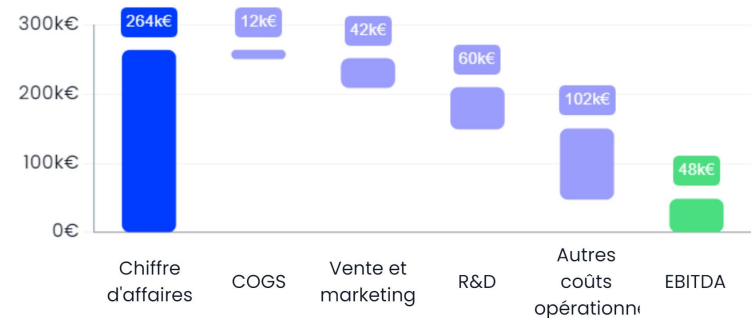 300k€
200k€
100k€
0€
264k€
12k€
42k€
60k€
102k€
48k€
Chiffre
d'affaires
COGS
Vente et
marketing
R&D
Autres
coûts
EBITDA